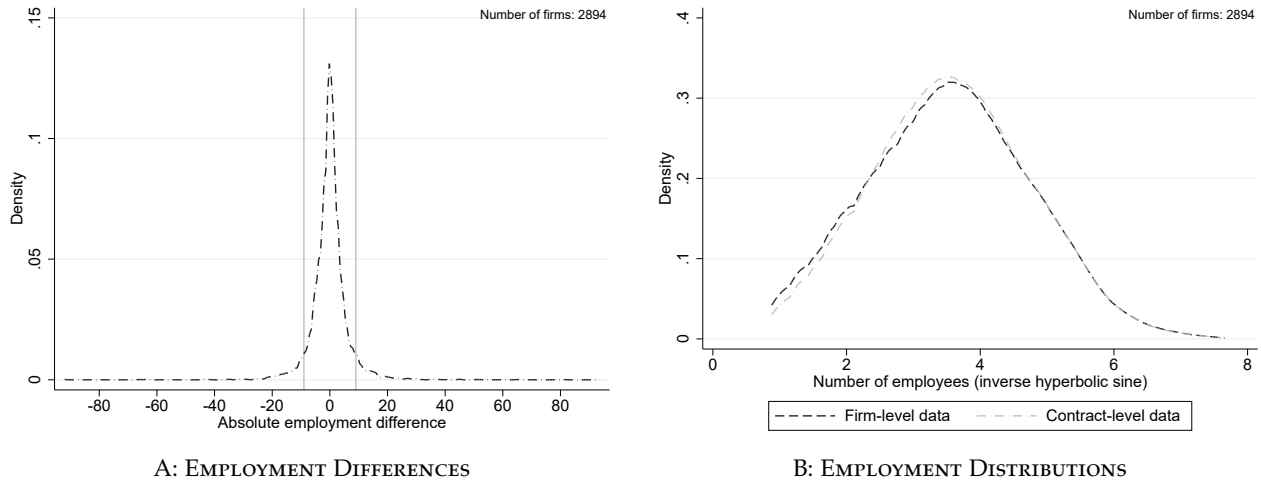 Number of firms: 2894
.15
.1
.05
0
Density
-80 -60 -40 -20 0 20 40 60 80
Absolute employment difference
A: Employment Differences
Number of firms: 2894
.4
.3
.2
.1
0
Density
0 2 4 6 8
Number of employees (inverse hyperbolic sine)
Firm-level data Contract-level data
B: Employment Distributions